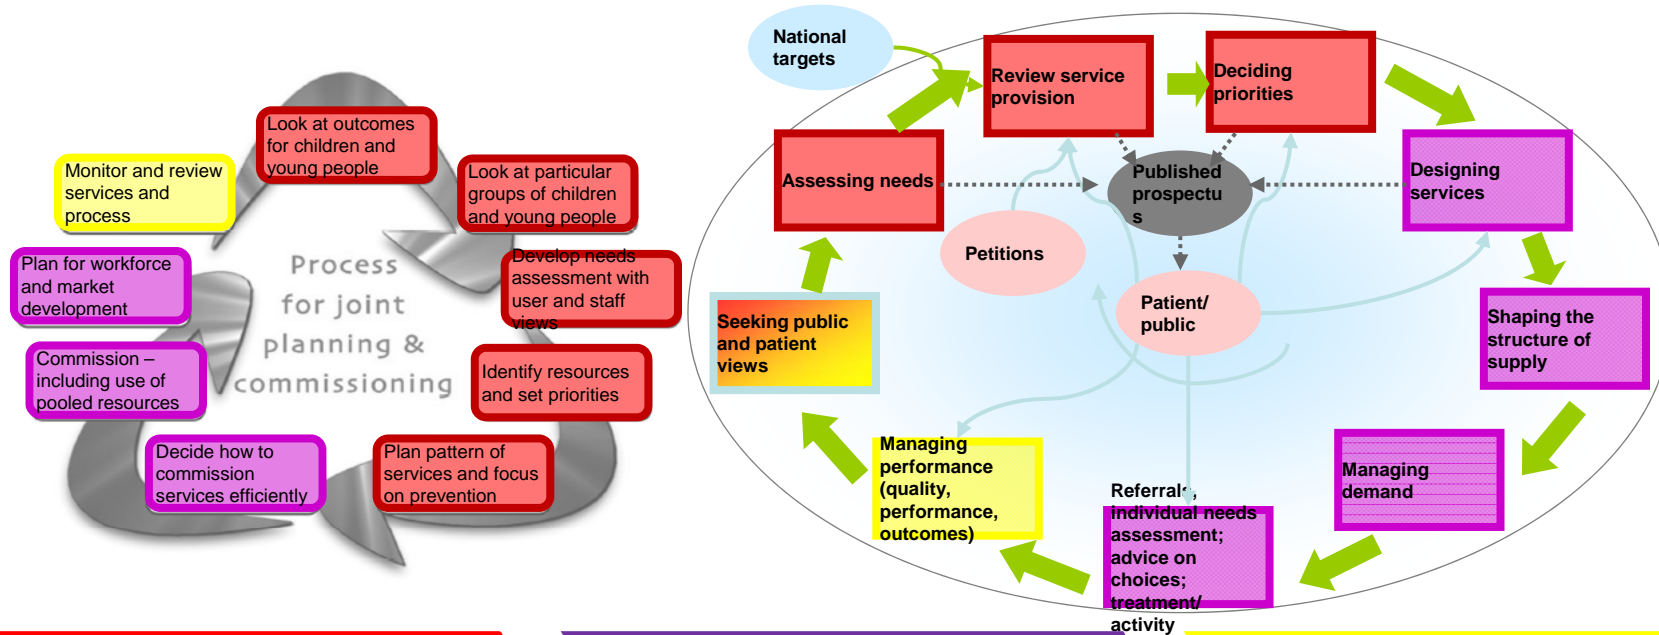 Look at outcomes
for children and
young people
Look at particular
groups of children
and young people
Develop needs
assessment with
user and staff
views
Identify resources
and set priorities
Plan pattern of
services and focus
on prevention
Decide how to
commission
services efficiently
Commission –
including use of
pooled resources
Plan for workforce
and market
development
Monitor and review
services and
process
Process
for joint
planning &
commissioning
National
targets
Review service
provision
Deciding
priorities
Assessing needs
Published
prospectu
s
Designing
services
Petitions
Patient/
public
Seeking public
and patient
views
Shaping the
structure of
supply
Managing
performance
(quality,
performance,
outcomes)
Managing
demand
Referrals,
individual needs
assessment;
advice on
choices;
treatment/
activity